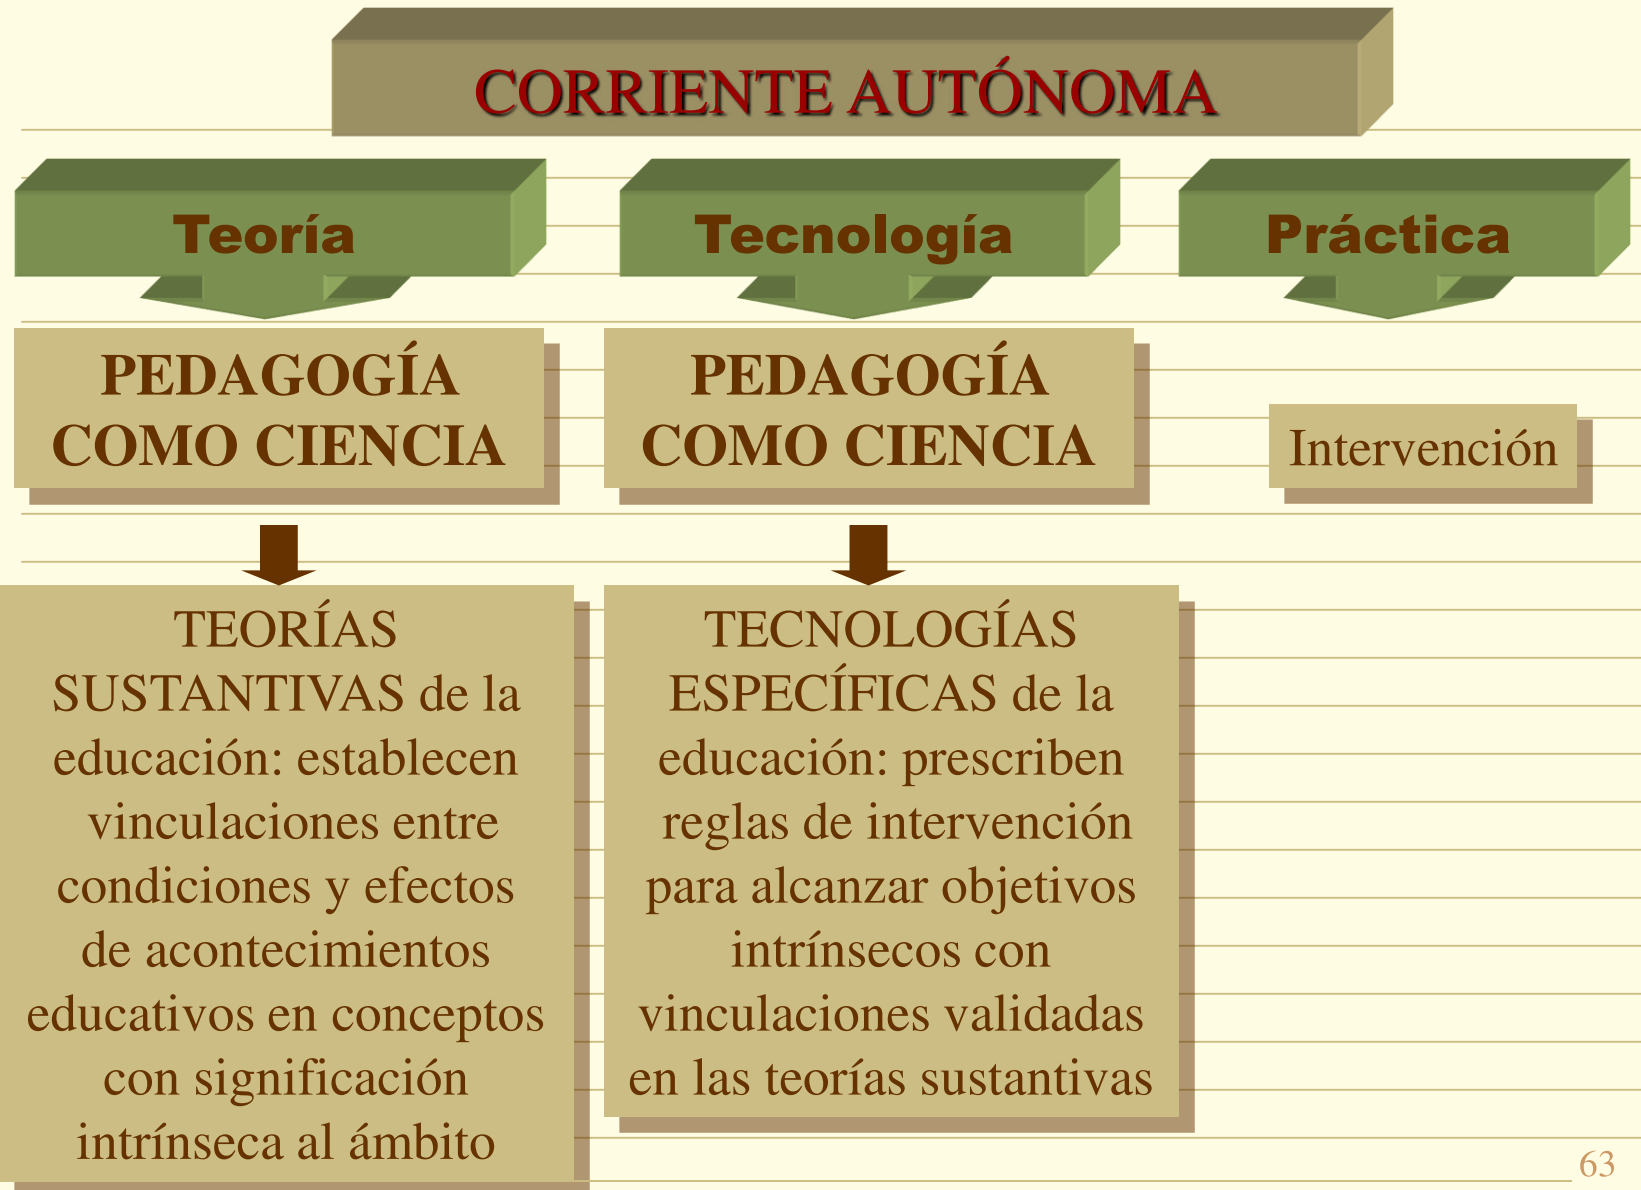 CORRIENTE AUTÓNOMA
Teoría
Tecnología
Práctica
PEDAGOGÍA
COMO CIENCIA
PEDAGOGÍA
COMO CIENCIA
Intervención
TEORÍAS
SUSTANTIVAS de la
educación: establecen
vinculaciones entre
condiciones y efectos
de acontecimientos
educativos en conceptos
con significación
intrínseca al ámbito
TECNOLOGÍAS
ESPECÍFICAS de la
educación: prescriben
reglas de intervención
para alcanzar objetivos
intrínsecos con
vinculaciones validadas
en las teorías sustantivas
63